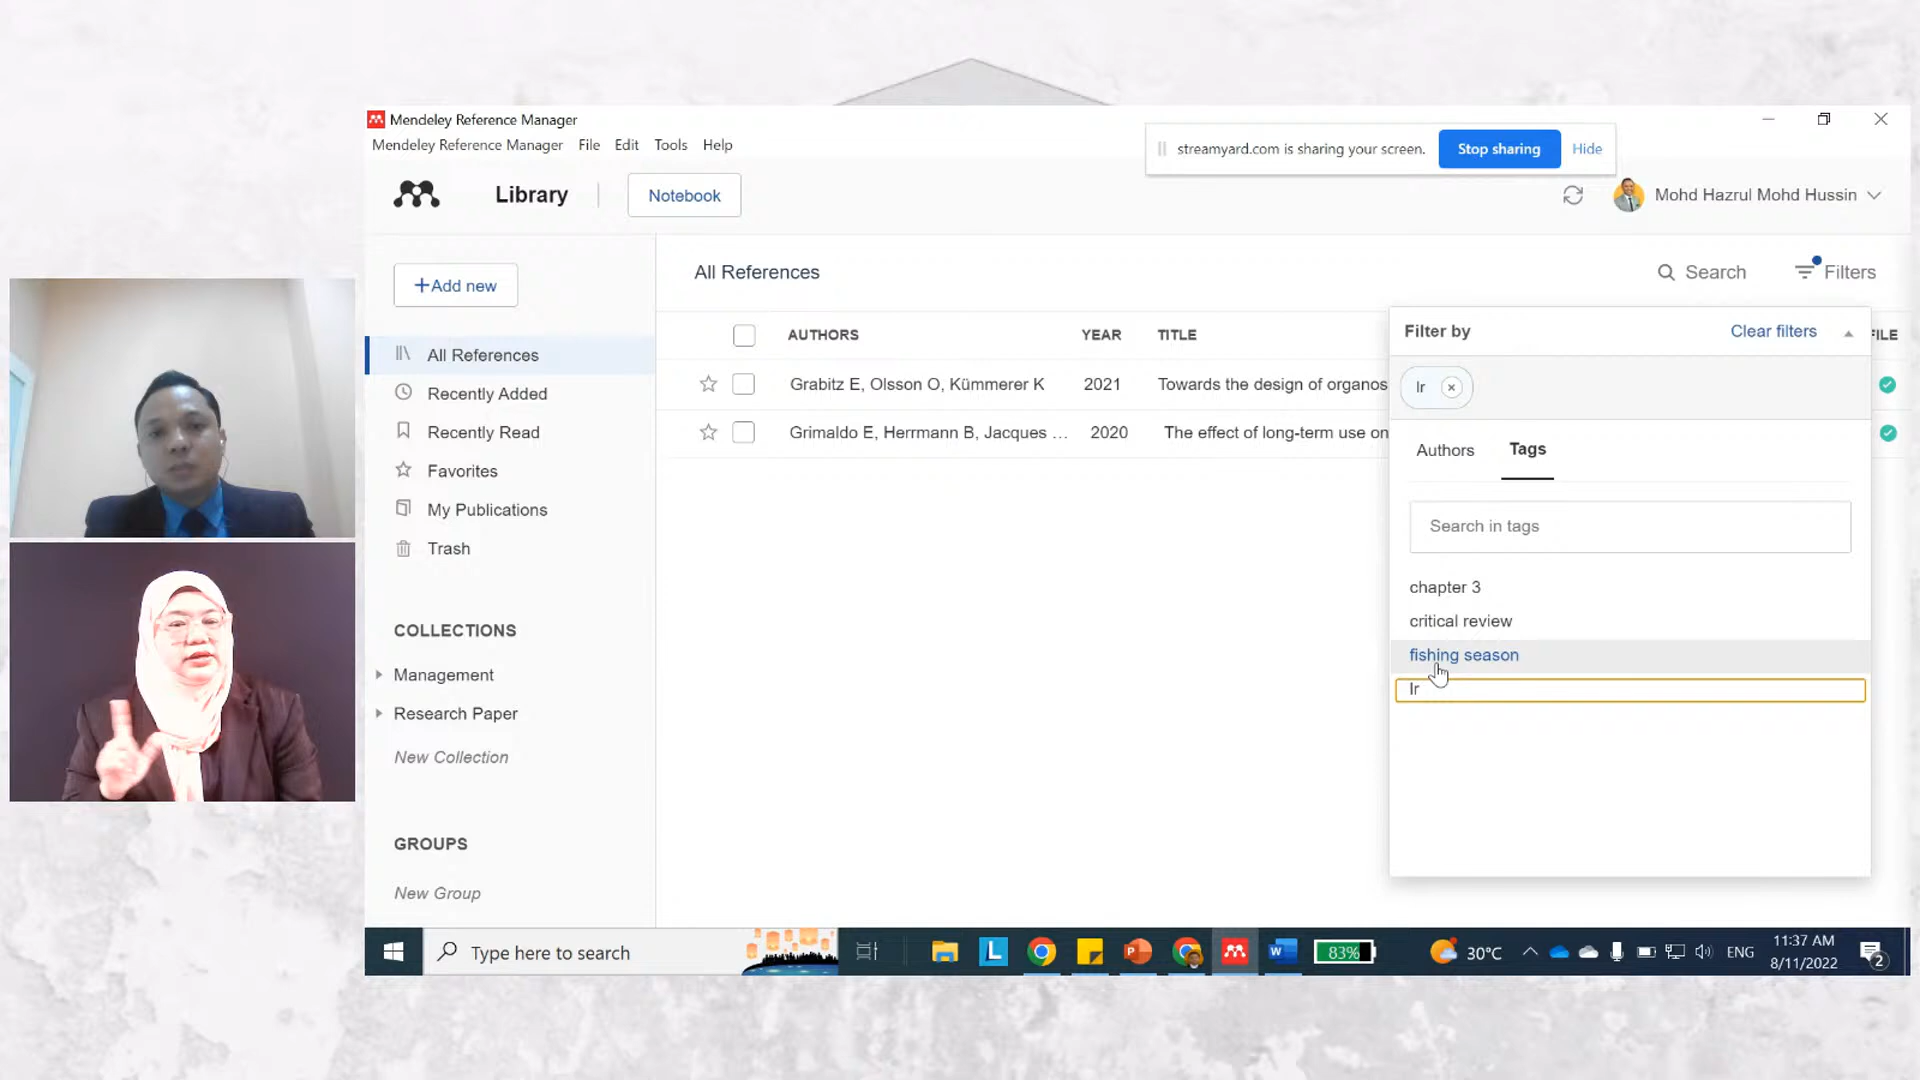 Mendeley Reference Manager
Mendeley Reference Manager File Edit Tools Help
streamyard.com is sharing your screen. Stop sharing Hide
Library Notebook
Mohd Hazrul Mohd Hussin
+Add new
All References
Search Filters
AUTHORS YEAR TITLE FILE
Grabitz E, Olsson O, Kümmerer K 2021 Towards the design of organos
Grimaldo E, Herrmann B, Jacques ... 2020 The effect of long-term use on
All References
Recently Added
Recently Read
Favorites
My Publications
Trash
COLLECTIONS
Management
Research Paper
New Collection
GROUPS
New Group
Filter by Clear filters
lr
Authors Tags
Search in tags
chapter 3
critical review
fishing season
lr
Type here to search
L
W
83%
30°C
ENG
11:37 AM
8/11/2022
2